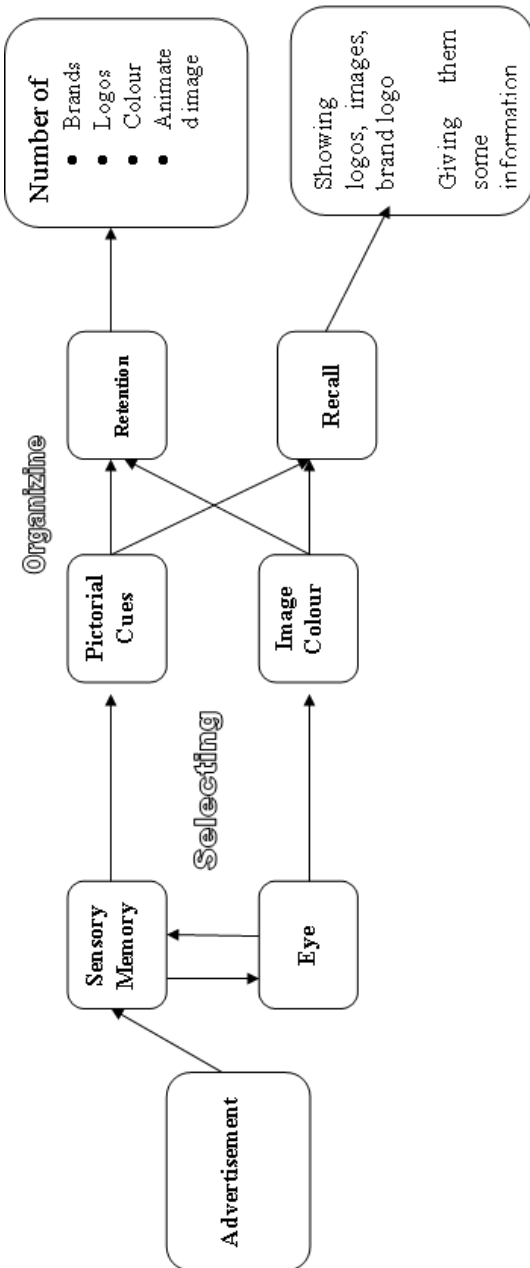 Advertisement
Sensory
Memory
Eye
Selecting
Pictorial
Cues
Image
Colour
Organizine
Retention
Recall
Number of
• Brands
• Logos
• Colour
• Animate
d image
Showing
logos, images,
brand logo
Giving them
some
information